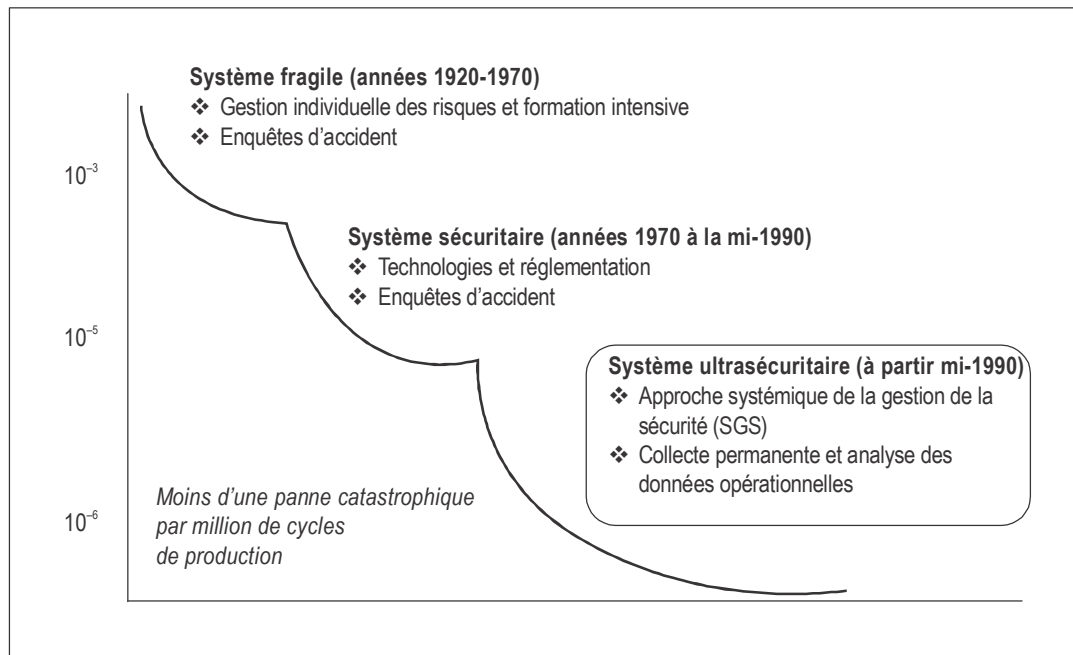 Système fragile (années 1920-1970)
❖ Gestion individuelle des risques et formation intensive
❖ Enquêtes d’accident
10⁻³
Système sécuritaire (années 1970 à la mi-1990)
❖ Technologies et réglementation
❖ Enquêtes d’accident
10⁻⁵
Système ultrasécuritaire (à partir mi-1990)
❖ Approche systémique de la gestion de la
sécurité (SGS)
❖ Collecte permanente et analyse des
données opérationnelles
Moins d’une panne catastrophique
par million de cycles
de production
10⁻⁶